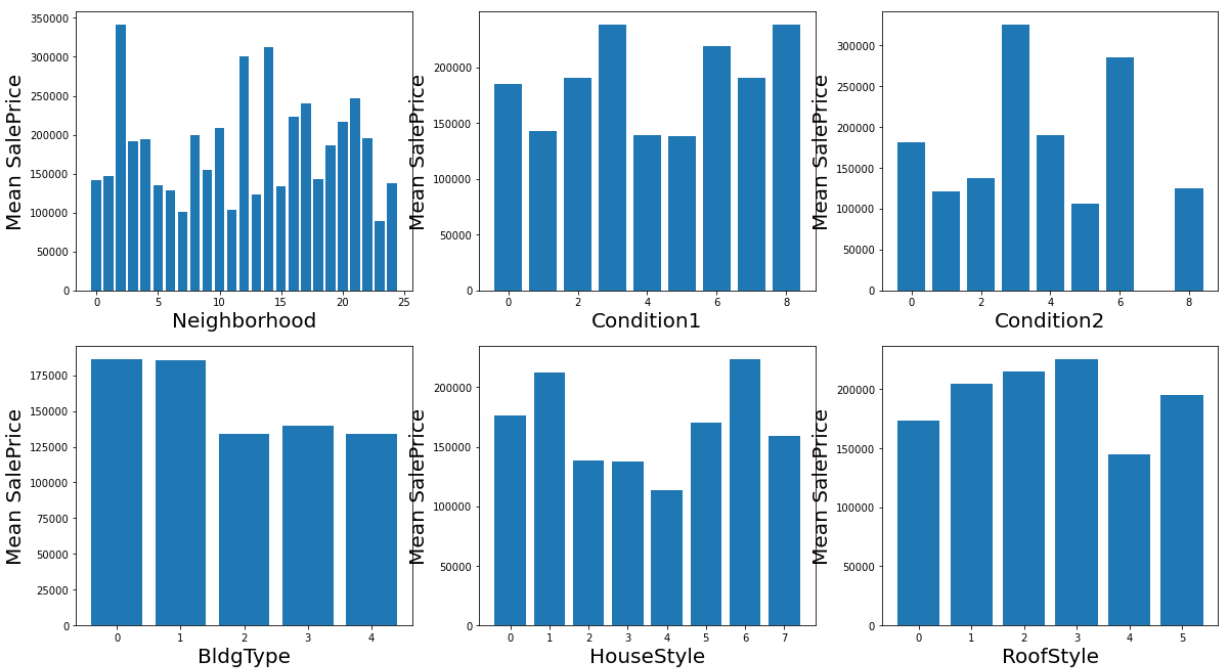 350000
300000
250000
200000
150000
100000
50000
0
Mean SalePrice
0 5 10 15 20 25
Neighborhood
200000
150000
100000
50000
0
Mean SalePrice
0 2 4 6 8
Condition1
300000
250000
200000
150000
100000
50000
0
Mean SalePrice
0 2 4 6 8
Condition2
175000
150000
125000
100000
75000
50000
25000
0
Mean SalePrice
0 1 2 3 4
BldgType
200000
150000
100000
50000
0
Mean SalePrice
0 1 2 3 4 5 6 7
HouseStyle
200000
150000
100000
50000
0
Mean SalePrice
0 1 2 3 4 5
RoofStyle